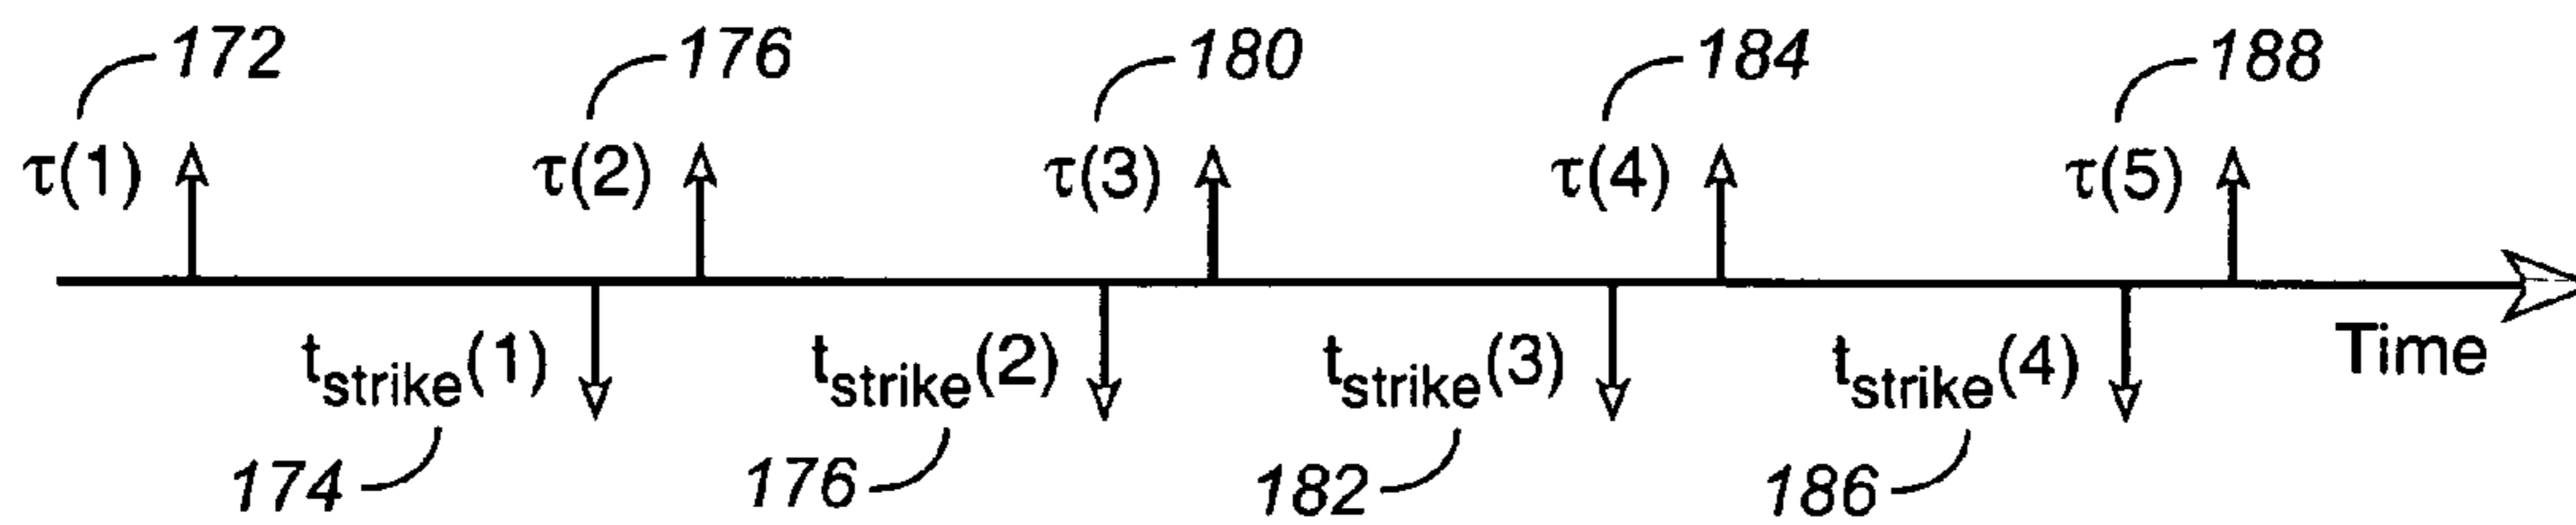 172 176 180 184 188
τ(1) τ(2) τ(3) τ(4) τ(5)
tstrike(1) tstrike(2) tstrike(3) tstrike(4) Time
174 176 182 186